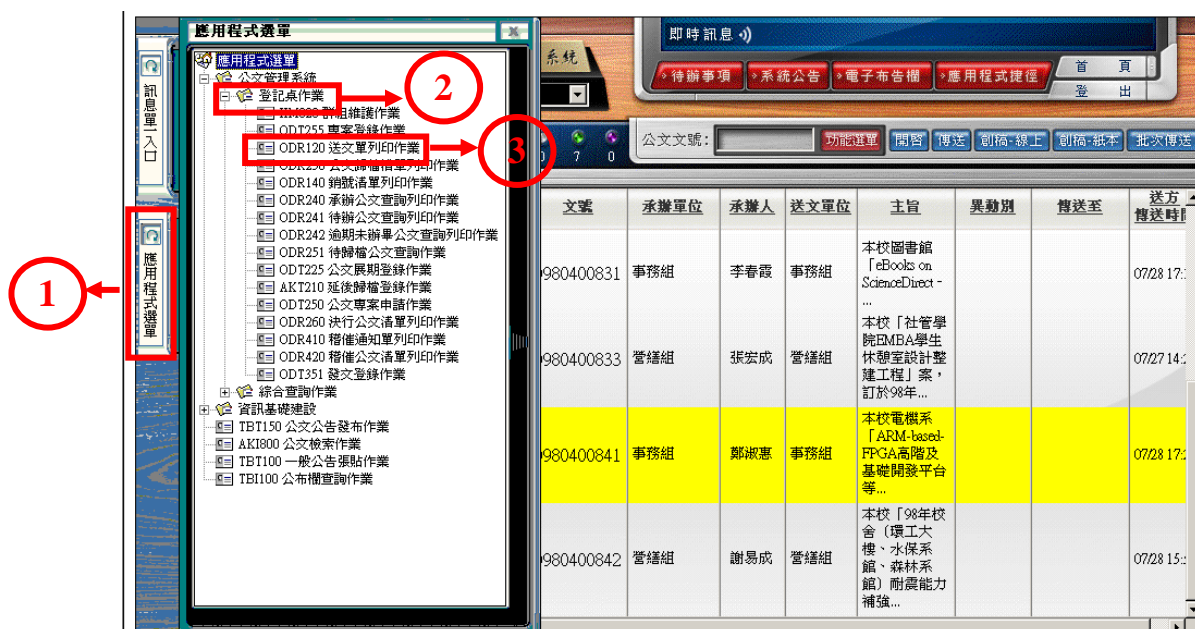 應用程式選單
應用程式選單
公文管理系統
登記桌作業
群組維護作業
ODT255 專案登錄作業
ODR120 送文單列印作業
ODR140 銷號清單列印作業
ODR240 承辦公文查詢列印作業
ODR241 待辦公文查詢列印作業
ODR242 逾期未辦畢公文查詢列印作業
ODR251 待歸檔公文查詢作業
ODT225 公文展期登錄作業
AKT210 延後歸檔登錄作業
ODT250 公文專案申請作業
ODR260 決行公文清單列印作業
ODR410 稽催通知單列印作業
ODR420 稽催公文清單列印作業
ODT351 發文登錄作業
綜合查詢作業
資訊基礎建設
TBT150 公文公告發布作業
AKI800 公文檢索作業
TBT100 一般公告張貼作業
TBI100 公布欄查詢作業
訊息單一入口
應用程式選單
1
2
3
系統
即時訊息
待辦事項 系統公告 電子布告欄 應用程式捷徑
首 頁
登 出
0 7 0
公文文號: 功能選單 開啟 傳送 創稿-線上 創稿-紙本 批次傳送
文號 承辦單位 承辦人 送文單位 主旨 異動別 傳送至 送方
傳送時間
980400831 事務組 李春霞 事務組 本校圖書館
「eBooks on
ScienceDirect -
...
07/28 17:
980400833 營繕組 張宏成 營繕組 本校「社管學
院EMBA學生
休憩室設計整
建工程」案，
訂於98年...
07/27 14:
980400841 事務組 鄭淑惠 事務組 本校電機系
「ARM-based-
FPGA高階及
基礎開發平台
等...
07/28 17:
980400842 營繕組 謝易成 營繕組 本校「98年校
舍（環工大
樓、水保系
館、森林系
館）耐震能力
補強...
07/28 15: